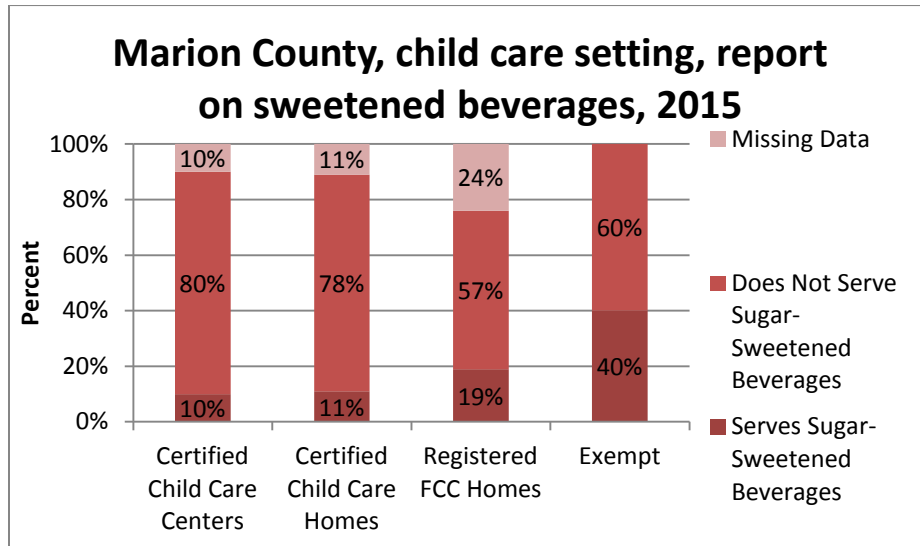 Marion County, child care setting, report
on sweetened beverages, 2015
Percent
100%
80%
60%
40%
20%
0%
10%
80%
10%
11%
78%
11%
24%
57%
19%
60%
40%
Certified
Child Care
Centers
Certified
Child Care
Homes
Registered
FCC Homes
Exempt
Missing Data
Does Not Serve
Sugar-
Sweetened
Beverages
Serves Sugar-
Sweetened
Beverages